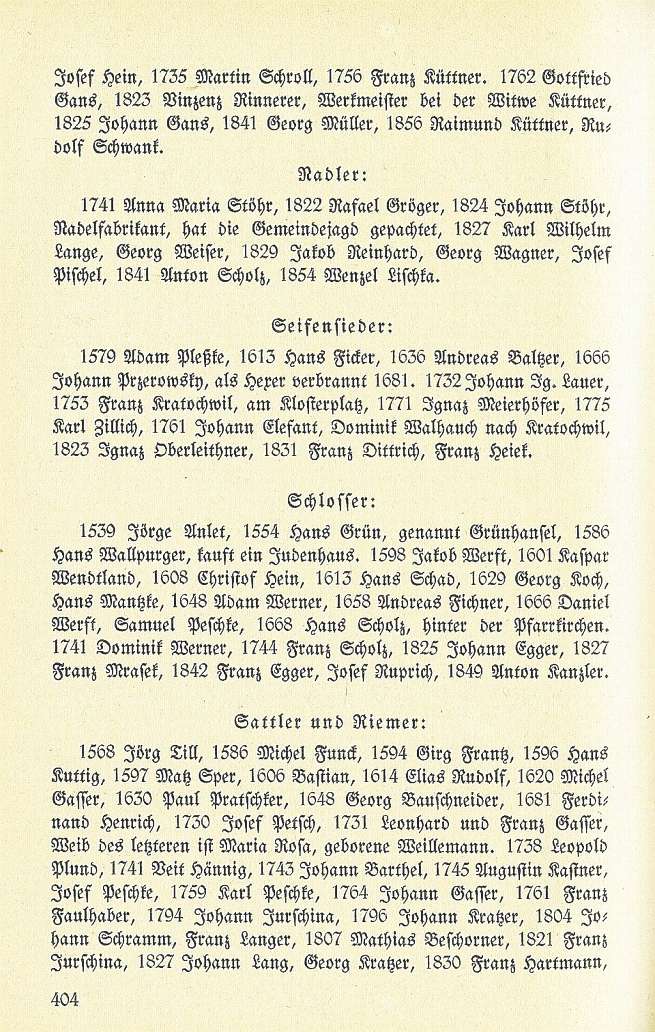 Josef Hein, 1735 Martin Schroll, 1756 Franz Küttner. 1762 Gottfried
Gans, 1823 Vinzenz Rinnerer, Werkmeister bei der Witwe Küttner,
1825 Johann Gans, 1841 Georg Müller, 1856 Raimund Küttner, Ru-
dolf Schwank.
Nadler:
1741 Anna Maria Stöhr, 1822 Rafael Gröger, 1824 Johann Stöhr,
Nadelfabrikant, hat die Gemeindejagd gepachtet, 1827 Karl Wilhelm
Lange, Georg Weiser, 1829 Jakob Reinhard, Georg Wagner, Josef
Pischel, 1841 Anton Scholz, 1854 Wenzel Lischka.
Seifensieder:
1579 Adam Pleßke, 1613 Hans Ficker, 1636 Andreas Baltzer, 1666
Johann Przerowsky, als Hexer verbrannt 1681. 1732 Johann Ig. Lauer,
1753 Franz Kratochwil, am Klosterplatz, 1771 Ignaz Meierhöfer, 1775
Karl Zillich, 1761 Johann Elefant, Dominik Walhauch nach Kratochwil,
1823 Ignaz Oberleithner, 1831 Franz Dittrich, Franz Heiek.
Schlosser:
1539 Jörge Anlet, 1554 Hans Grün, genannt Grünhansel, 1586
Hans Wallpurger, kauft ein Judenhaus. 1598 Jakob Werft, 1601 Kaspar
Wendtland, 1608 Christof Hein, 1613 Hans Schad, 1629 Georg Koch,
Hans Mantzke, 1648 Adam Werner, 1658 Andreas Fichner, 1666 Daniel
Werft, Samuel Peschke, 1668 Hans Scholz, hinter der Pfarrkirchen.
1741 Dominik Werner, 1744 Franz Scholz, 1825 Johann Egger, 1827
Franz Mrasek, 1842 Franz Egger, Josef Ruprich, 1849 Anton Kanzler.
Sattler und Riemer:
1568 Jörg Till, 1586 Michel Funck, 1594 Girg Frantz, 1596 Hans
Kuttig, 1597 Matz Sper, 1606 Bastian, 1614 Elias Rudolf, 1620 Michel
Gasser, 1630 Paul Pratschker, 1648 Georg Bauschneider, 1681 Ferdi-
nand Henrich, 1730 Josef Petsch, 1731 Leonhard und Franz Gasser,
Weib des letzteren ist Maria Rosa, geborene Weillemann. 1738 Leopold
Plund, 1741 Veit Hännig, 1743 Johann Barthel, 1745 Augustin Kastner,
Josef Peschke, 1759 Karl Peschke, 1764 Johann Gasser, 1761 Franz
Faulhaber, 1794 Johann Jurschina, 1796 Johann Kratzer, 1804 Jo-
hann Schramm, Franz Langer, 1807 Mathias Beschorner, 1821 Franz
Jurschina, 1827 Johann Lang, Georg Kratzer, 1830 Franz Hartmann,
404